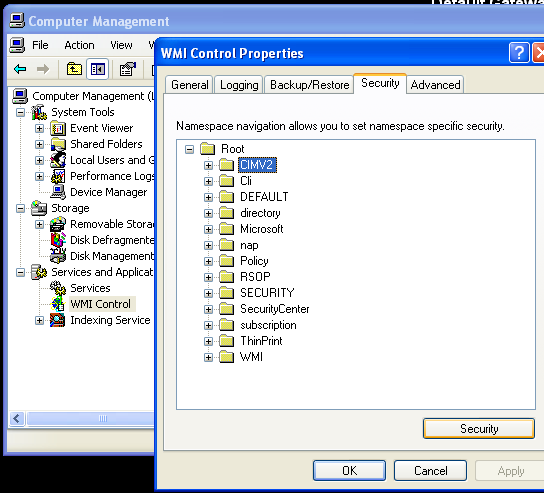 Default Gatewa
Computer Management
File Action View
WMI Control Properties
General Logging Backup/Restore Security Advanced
Namespace navigation allows you to set namespace specific security.
Computer Management (L
System Tools
Event Viewer
Shared Folders
Local Users and G
Performance Logs
Device Manager
Storage
Removable Stora
Disk Defragmente
Disk Management
Services and Applicat
Services
WMI Control
Indexing Service
Root
CIMV2
Cli
DEFAULT
directory
Microsoft
nap
Policy
RSOP
SECURITY
SecurityCenter
subscription
ThinPrint
WMI
Security
OK Cancel Apply